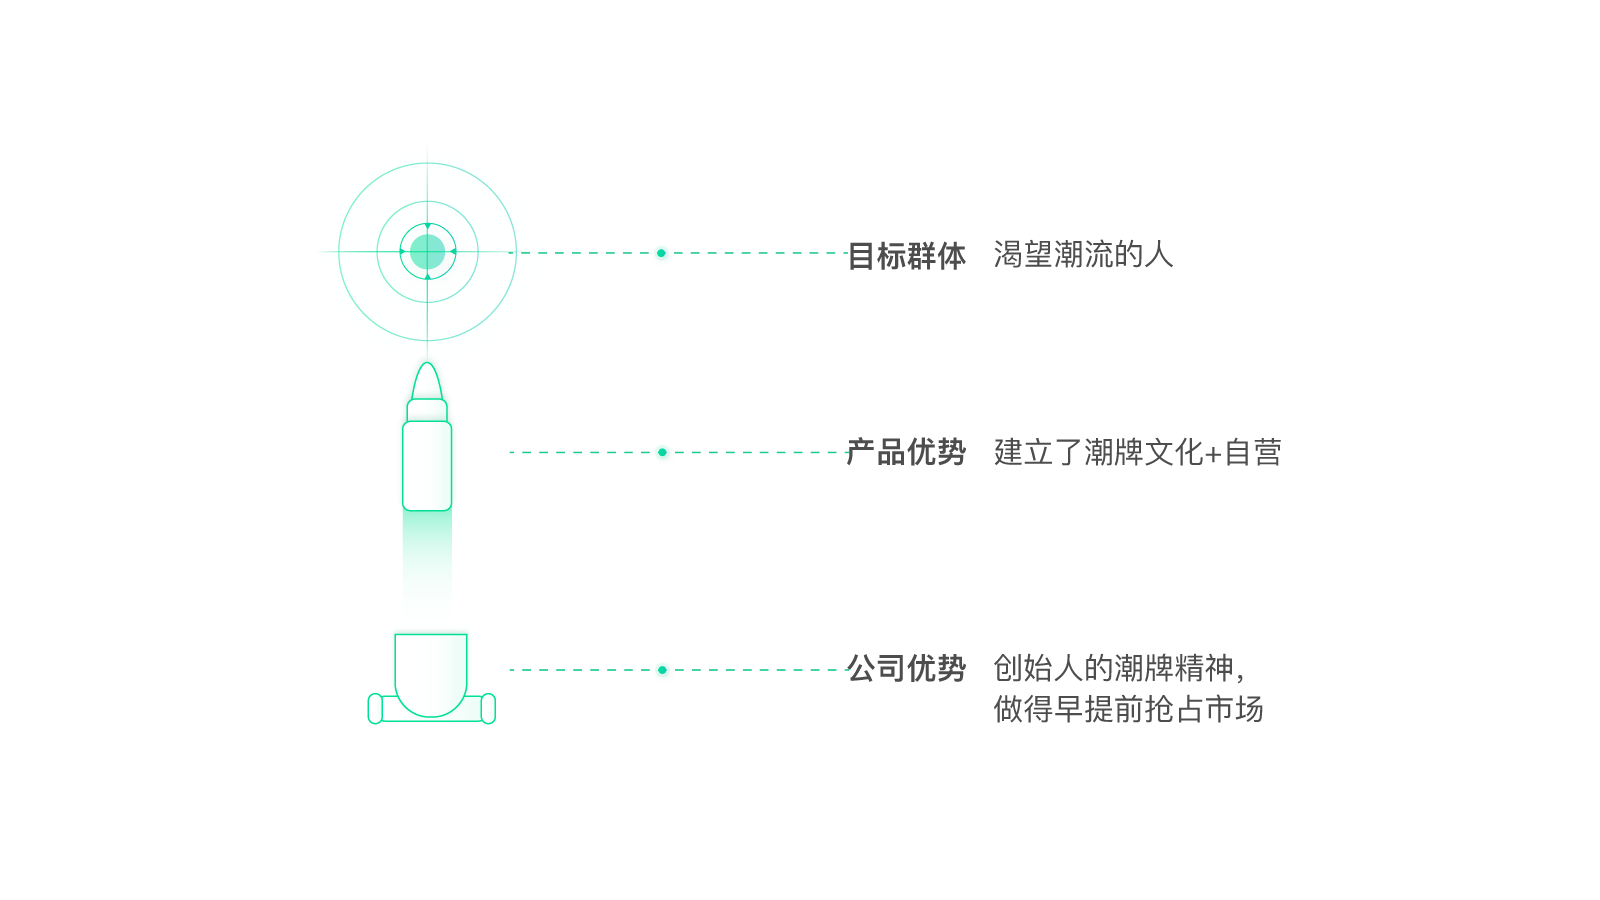 目标群体 渴望潮流的人
产品优势 建立了潮牌文化+自营
公司优势 创始人的潮牌精神，
做得早提前抢占市场